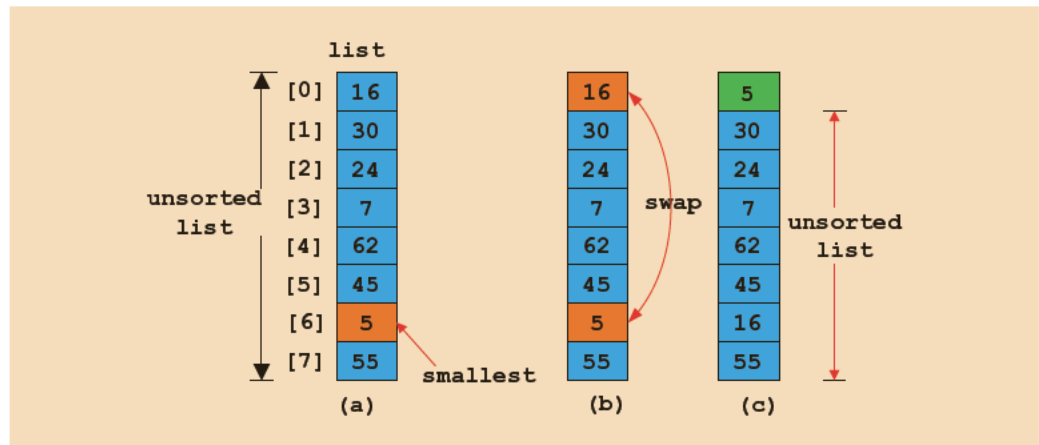 list
[0] 16 16 5
[1] 30 30 30
[2] 24 24 24
unsorted
list
[3] 7 7 swap 7
[4] 62 62 62 unsorted
list
[5] 45 45 45
[6] 5 5 16
[7] 55 smallest 55 55
(a) (b) (c)